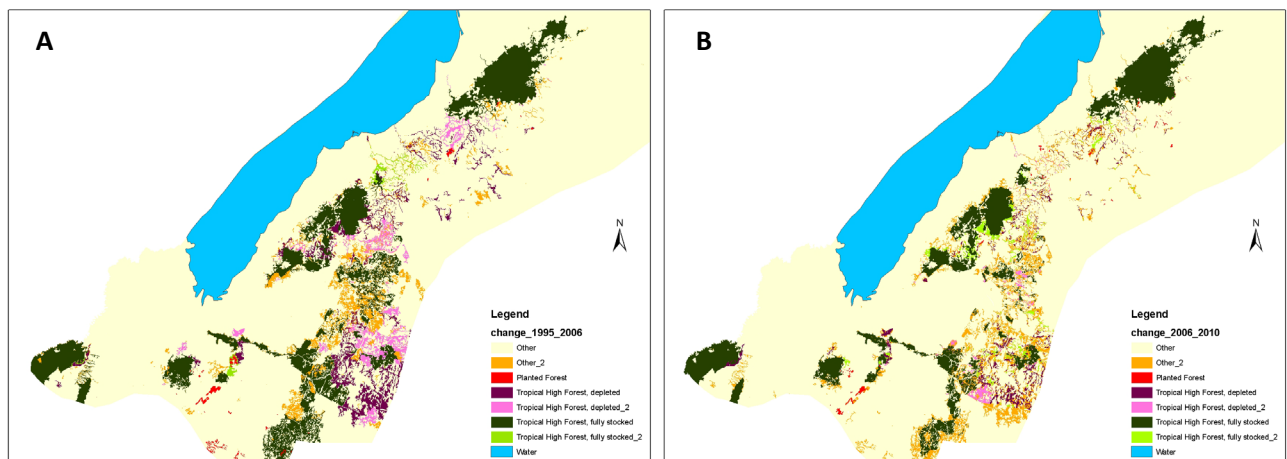 A
N
Legend
change_1995_2006
Other
Other_2
Planted Forest
Tropical High Forest, depleted
Tropical High Forest, depleted_2
Tropical High Forest, fully stocked
Tropical High Forest, fully stocked_2
Water
B
N
Legend
change_2006_2010
Other
Other_2
Planted Forest
Tropical High Forest, depleted
Tropical High Forest, depleted_2
Tropical High Forest, fully stocked
Tropical High Forest, fully stocked_2
Water